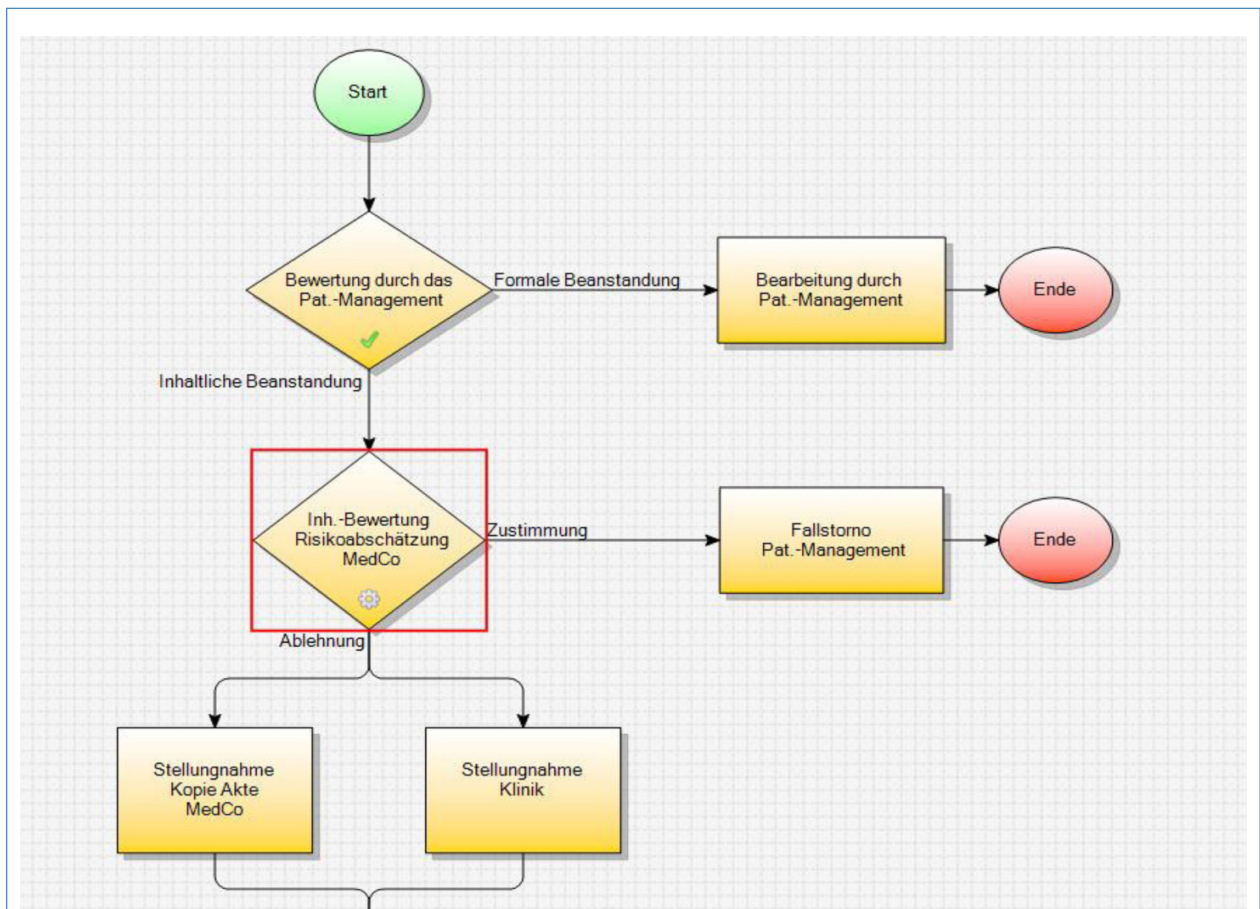 Start
Bewertung durch das
Pat.-Management
Formale Beanstandung
Bearbeitung durch
Pat.-Management
Ende
Inhaltliche Beanstandung
Inh.-Bewertung
Risikoabschätzung
MedCo
Zustimmung
Fallstorno
Pat.-Management
Ende
Ablehnung
Stellungnahme
Kopie Akte
MedCo
Stellungnahme
Klinik